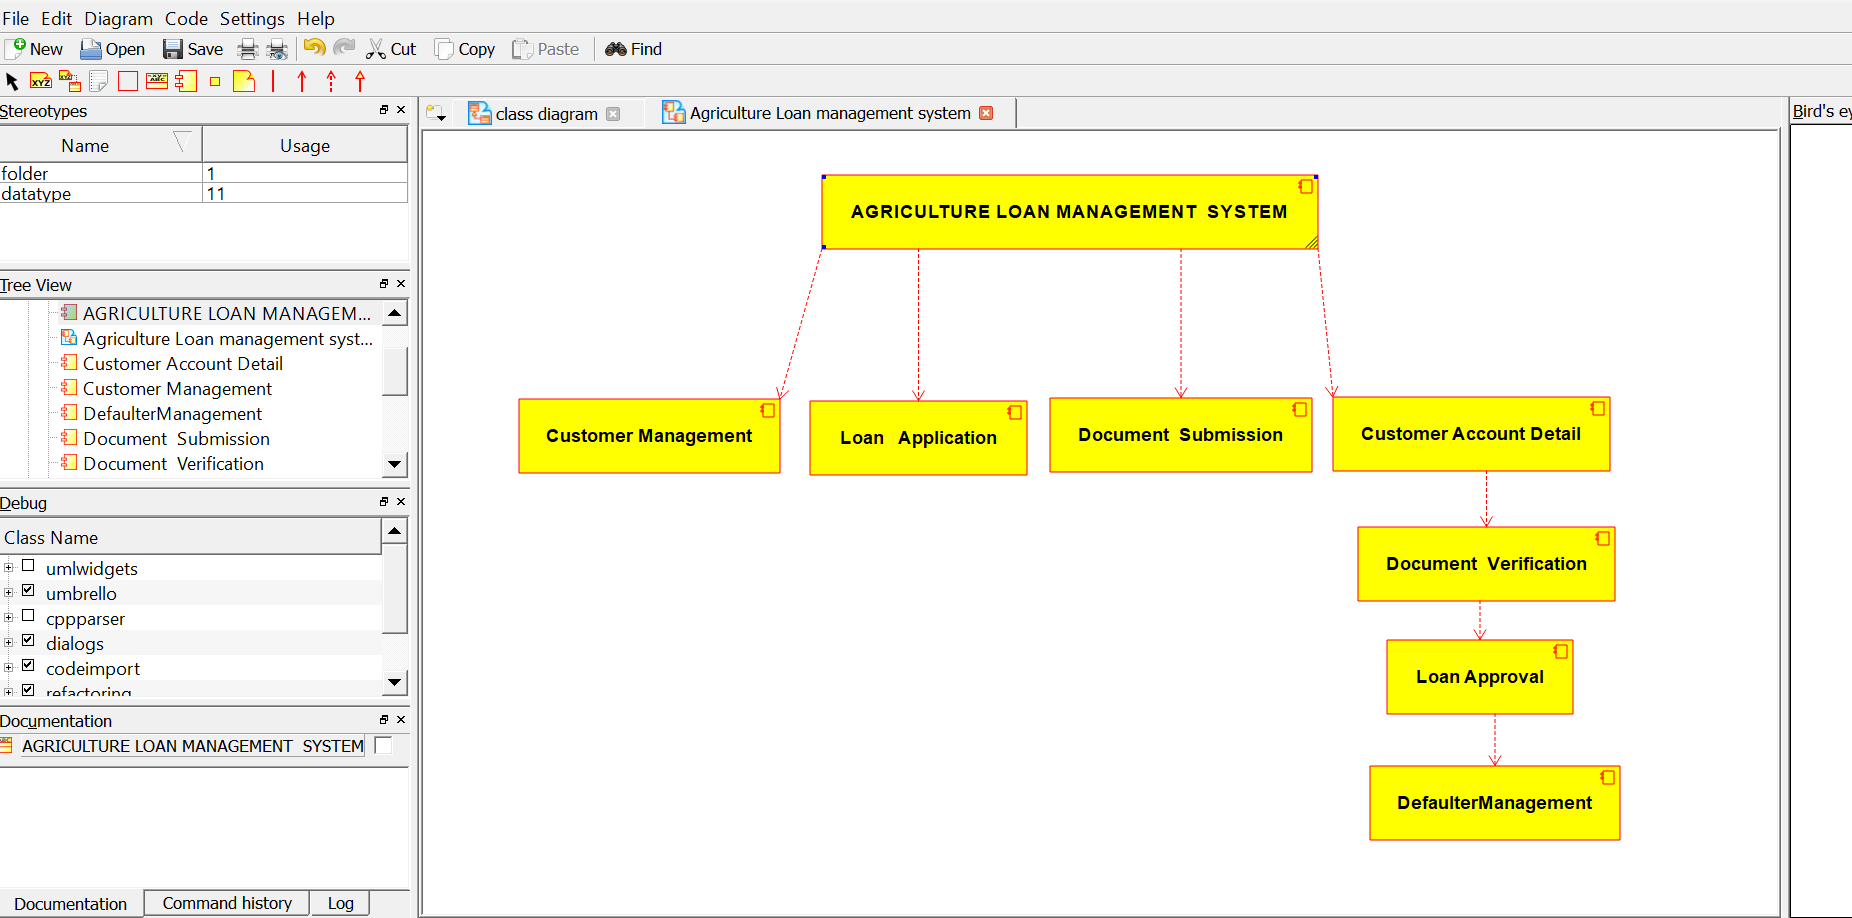 File Edit Diagram Code Settings Help
New Open Save Cut Copy Paste Find
Stereotypes
Name Usage
folder 1
datatype 11
Tree View
AGRICULTURE LOAN MANAGEM...
Agriculture Loan management syst...
Customer Account Detail
Customer Management
DefaulterManagement
Document  Submission
Document  Verification
Debug
Class Name
umlwidgets
umbrello
cppparser
dialogs
codeimport
refactoring
Documentation
AGRICULTURE LOAN MANAGEMENT  SYSTEM
Documentation Command history Log
class diagram Agriculture Loan management system
AGRICULTURE LOAN MANAGEMENT  SYSTEM
Customer Management
Loan   Application
Document  Submission
Customer Account Detail
Document  Verification
Loan Approval
DefaulterManagement
Bird's ey